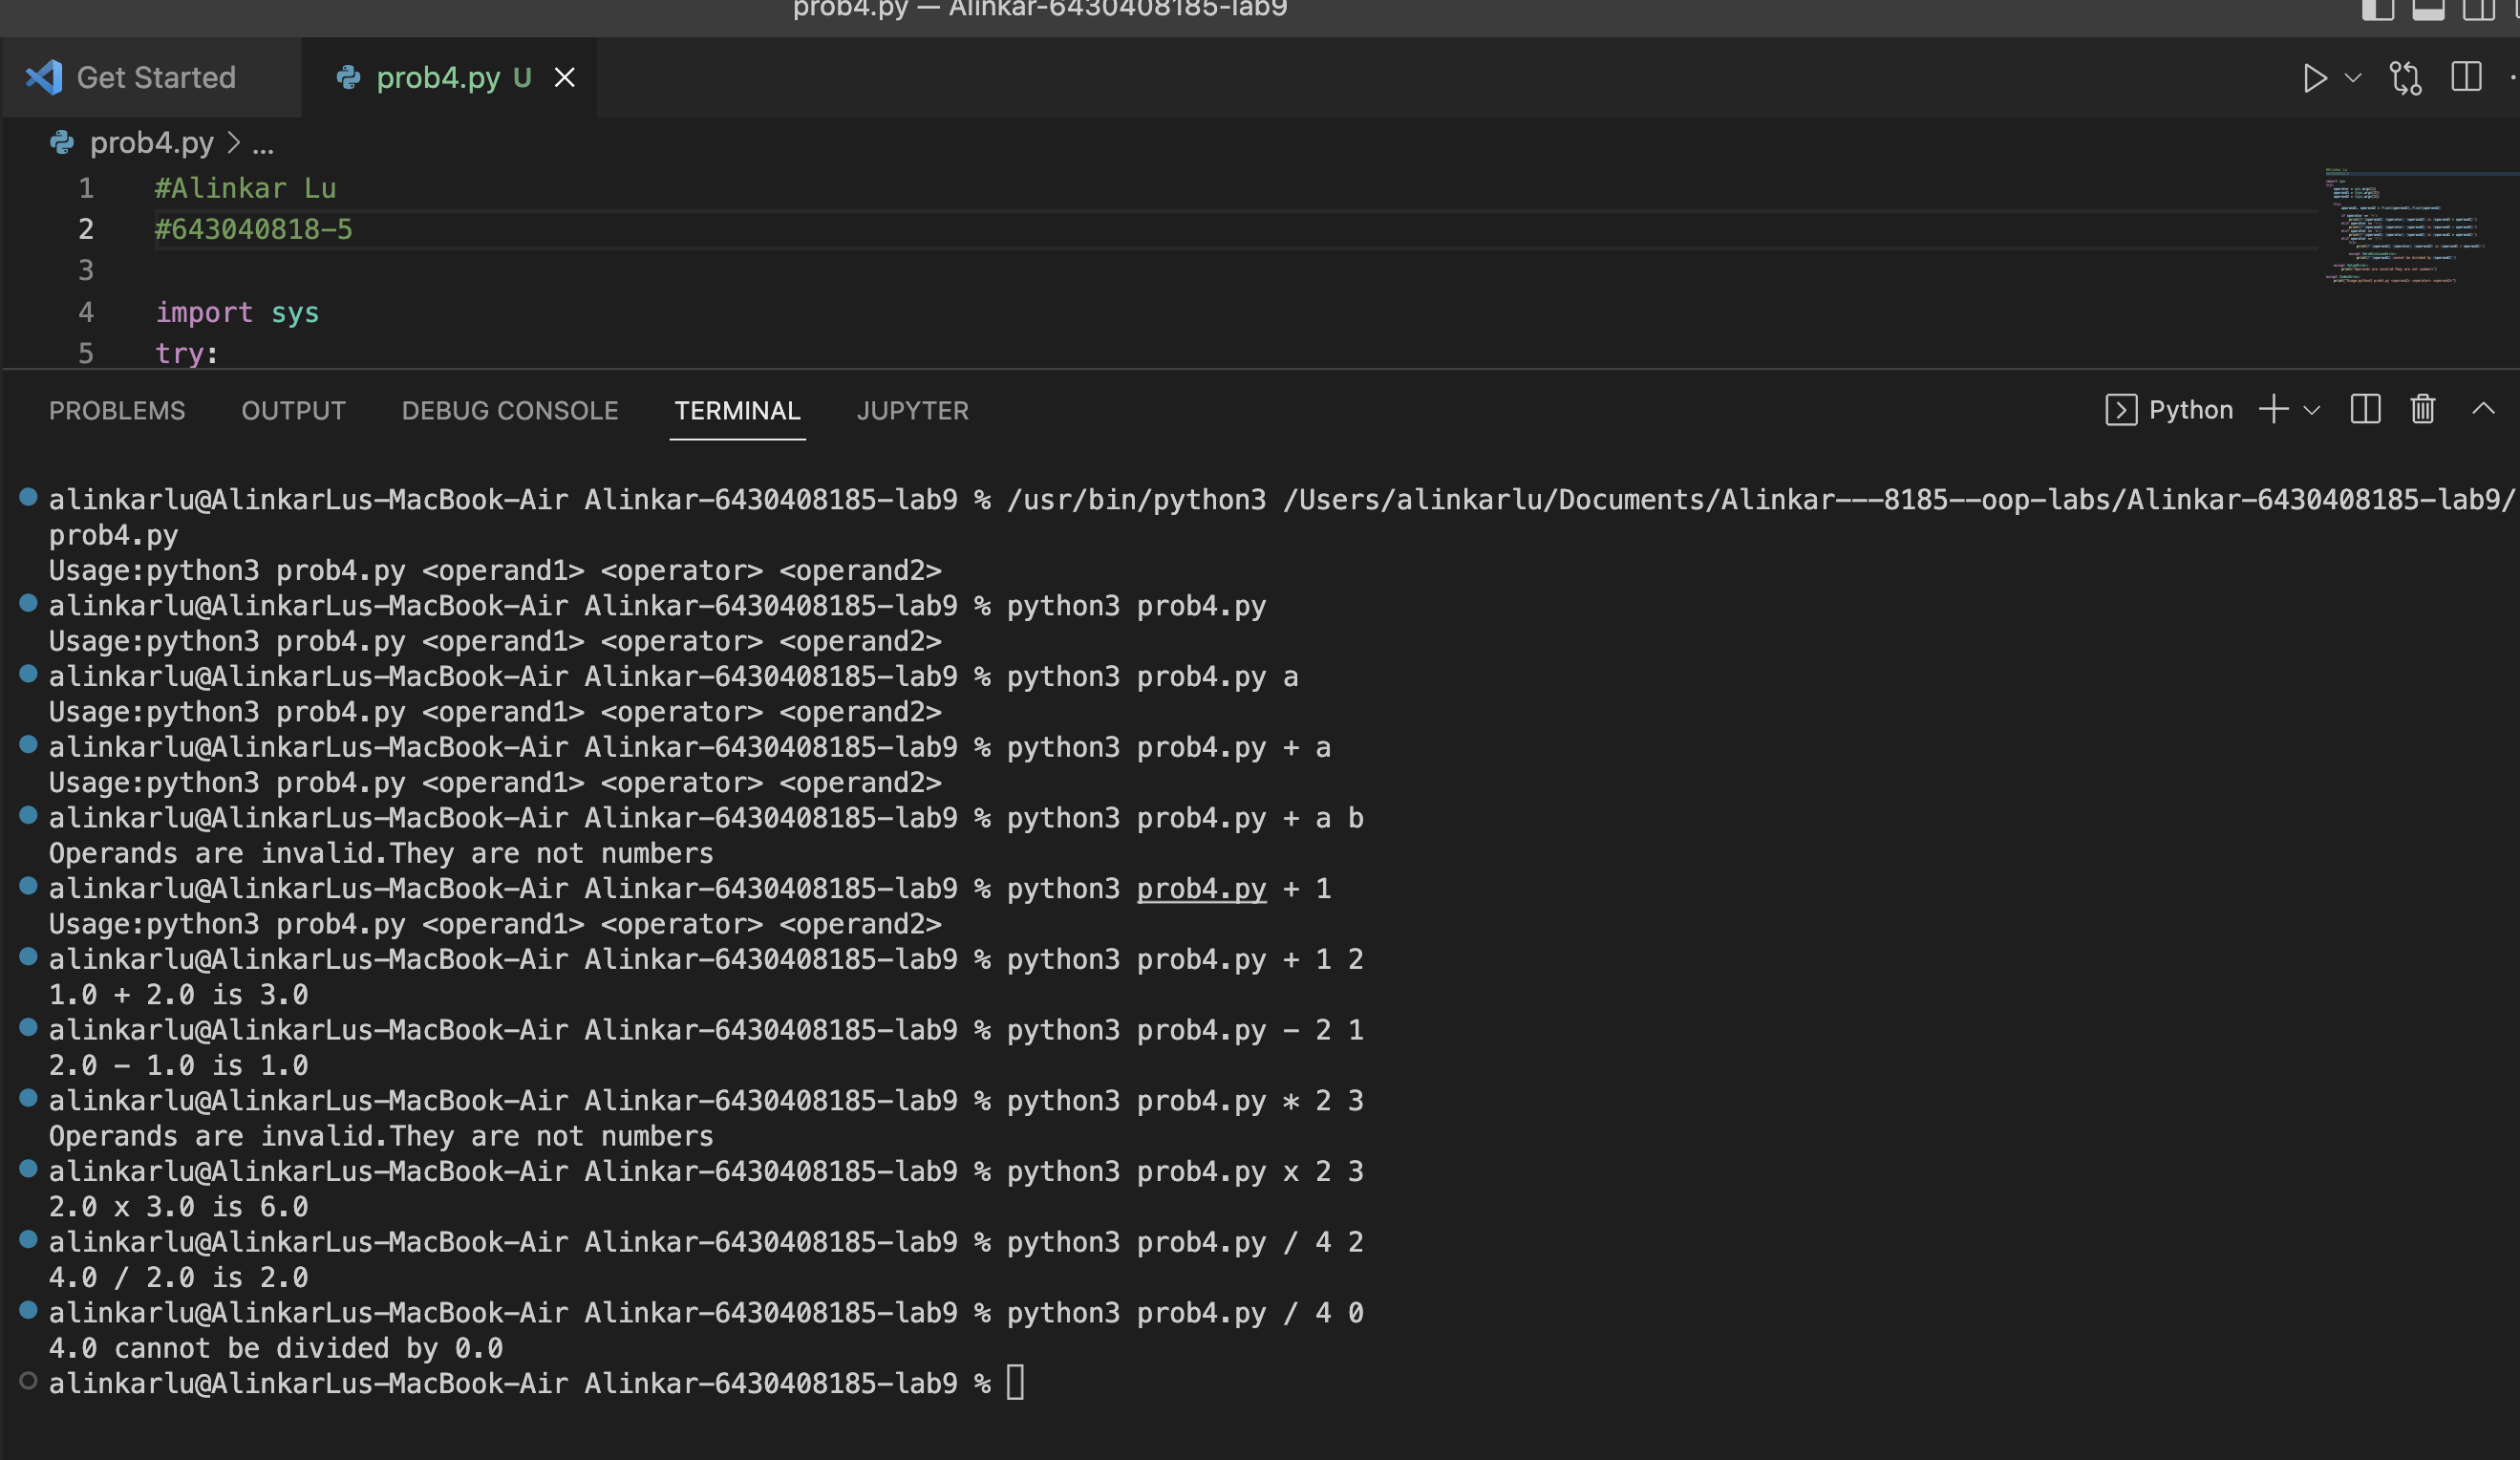 prob4.py — Alinkar-6430408185-lab9
Get Started
prob4.py U
prob4.py > ...
1 #Alinkar Lu
2 #643040818-5
3
4 import sys
5 try:
PROBLEMS OUTPUT DEBUG CONSOLE TERMINAL JUPYTER
Python
alinkarlu@AlinkarLus-MacBook-Air Alinkar-6430408185-lab9 % /usr/bin/python3 /Users/alinkarlu/Documents/Alinkar---8185--oop-labs/Alinkar-6430408185-lab9/
prob4.py
Usage:python3 prob4.py <operand1> <operator> <operand2>
alinkarlu@AlinkarLus-MacBook-Air Alinkar-6430408185-lab9 % python3 prob4.py
Usage:python3 prob4.py <operand1> <operator> <operand2>
alinkarlu@AlinkarLus-MacBook-Air Alinkar-6430408185-lab9 % python3 prob4.py a
Usage:python3 prob4.py <operand1> <operator> <operand2>
alinkarlu@AlinkarLus-MacBook-Air Alinkar-6430408185-lab9 % python3 prob4.py + a
Usage:python3 prob4.py <operand1> <operator> <operand2>
alinkarlu@AlinkarLus-MacBook-Air Alinkar-6430408185-lab9 % python3 prob4.py + a b
Operands are invalid.They are not numbers
alinkarlu@AlinkarLus-MacBook-Air Alinkar-6430408185-lab9 % python3 prob4.py + 1
Usage:python3 prob4.py <operand1> <operator> <operand2>
alinkarlu@AlinkarLus-MacBook-Air Alinkar-6430408185-lab9 % python3 prob4.py + 1 2
1.0 + 2.0 is 3.0
alinkarlu@AlinkarLus-MacBook-Air Alinkar-6430408185-lab9 % python3 prob4.py - 2 1
2.0 - 1.0 is 1.0
alinkarlu@AlinkarLus-MacBook-Air Alinkar-6430408185-lab9 % python3 prob4.py * 2 3
Operands are invalid.They are not numbers
alinkarlu@AlinkarLus-MacBook-Air Alinkar-6430408185-lab9 % python3 prob4.py x 2 3
2.0 x 3.0 is 6.0
alinkarlu@AlinkarLus-MacBook-Air Alinkar-6430408185-lab9 % python3 prob4.py / 4 2
4.0 / 2.0 is 2.0
alinkarlu@AlinkarLus-MacBook-Air Alinkar-6430408185-lab9 % python3 prob4.py / 4 0
4.0 cannot be divided by 0.0
alinkarlu@AlinkarLus-MacBook-Air Alinkar-6430408185-lab9 %